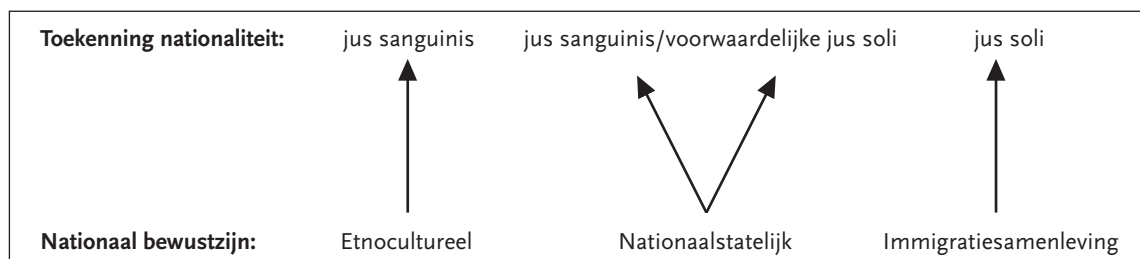 Toekenning nationaliteit: jus sanguinis jus sanguinis/voorwaardelijke jus soli jus soli
Nationaal bewustzijn: Etnocultureel Nationaalstatelijk Immigratiesamenleving